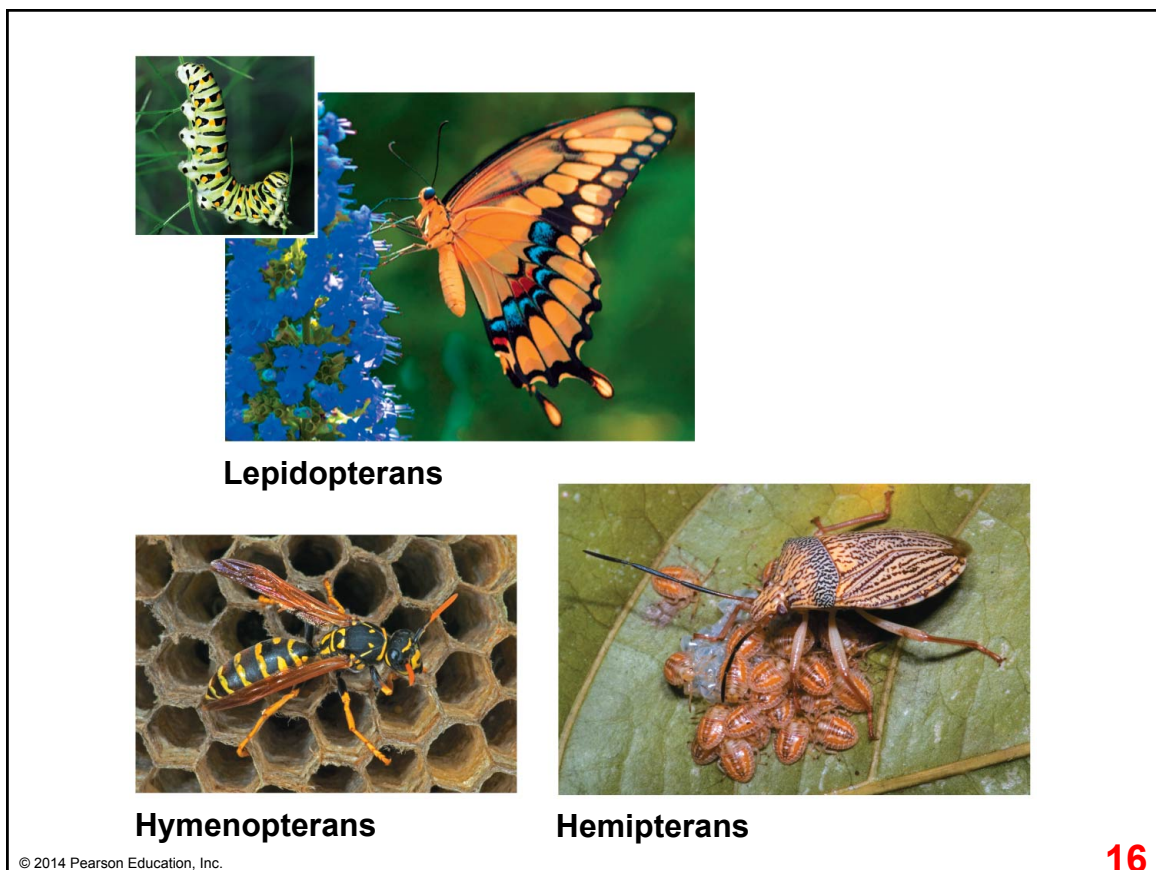 Lepidopterans
Hymenopterans
Hemipterans
© 2014 Pearson Education, Inc.
16